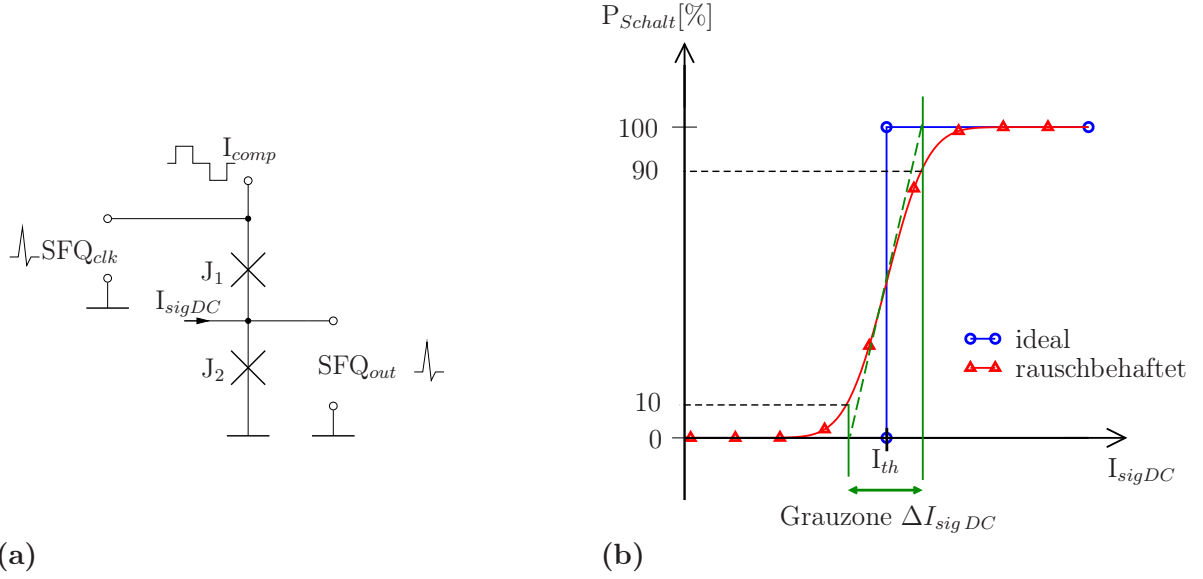 I_comp
SFQ_clk
J_1
I_sigDC
J_2
SFQ_out
(a)
P_Schalt[%]
100
90
10
0
I_th
I_sigDC
ideal
rauschbehaftet
Grauzone ΔI_sig DC
(b)